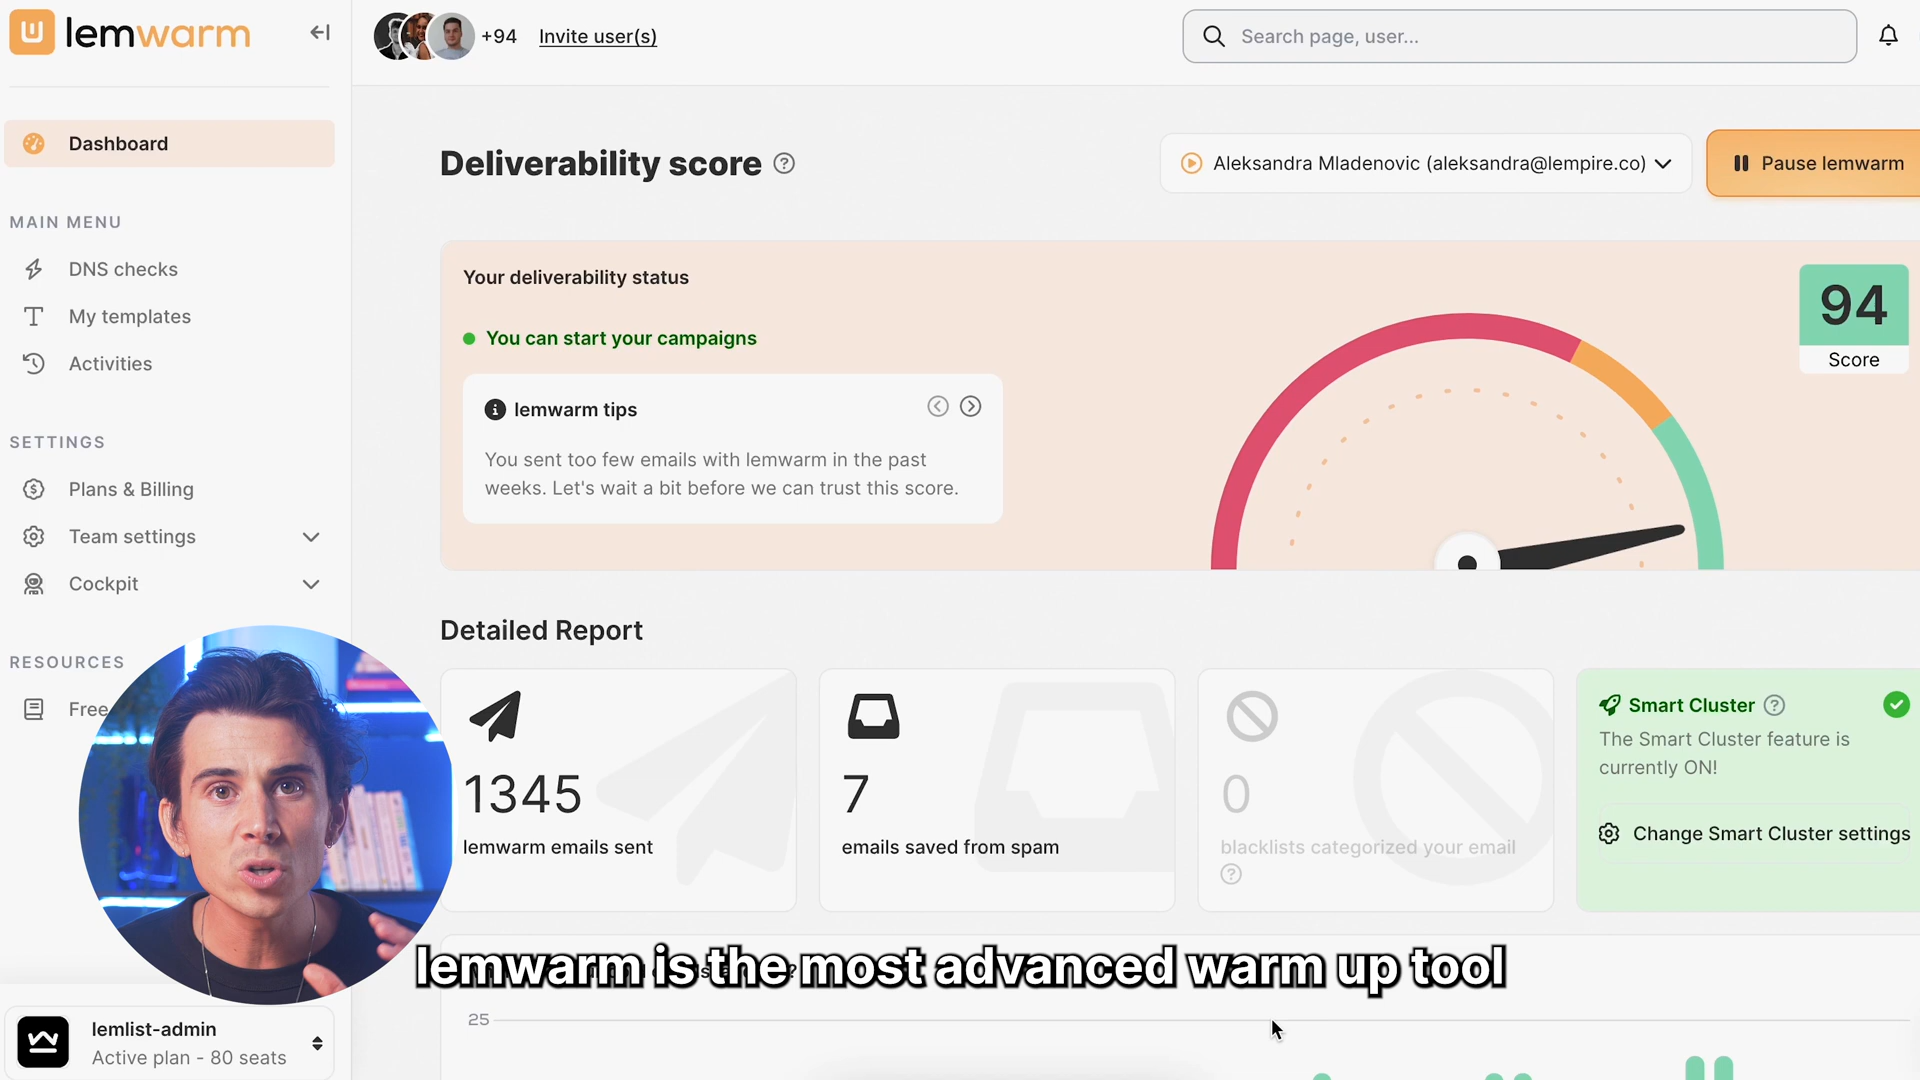 lemwarm
+94
Invite user(s)
Search page, user...
Dashboard
MAIN MENU
DNS checks
My templates
Activities
SETTINGS
Plans & Billing
Team settings
Cockpit
RESOURCES
Free
Deliverability score
Aleksandra Mladenovic (aleksandra@lempire.co)
Pause lemwarm
Your deliverability status
You can start your campaigns
lemwarm tips
You sent too few emails with lemwarm in the past
weeks. Let's wait a bit before we can trust this score.
94
Score
Detailed Report
1345
lemwarm emails sent
7
emails saved from spam
0
blacklists categorized your email
Smart Cluster
The Smart Cluster feature is
currently ON!
Change Smart Cluster settings
lemwarm is the most advanced warm up tool
25
lemlist-admin
Active plan - 80 seats